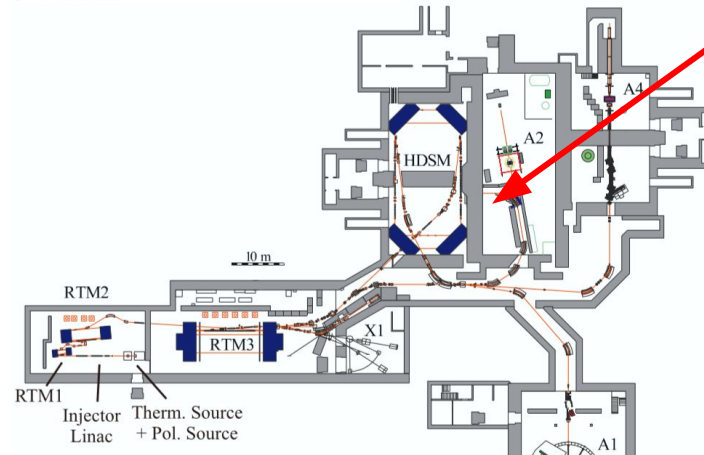 A4
A2
HDSM
10 m
RTM2
X1
RTM3
RTM1
Injector
Linac
Therm. Source
+ Pol. Source
A1